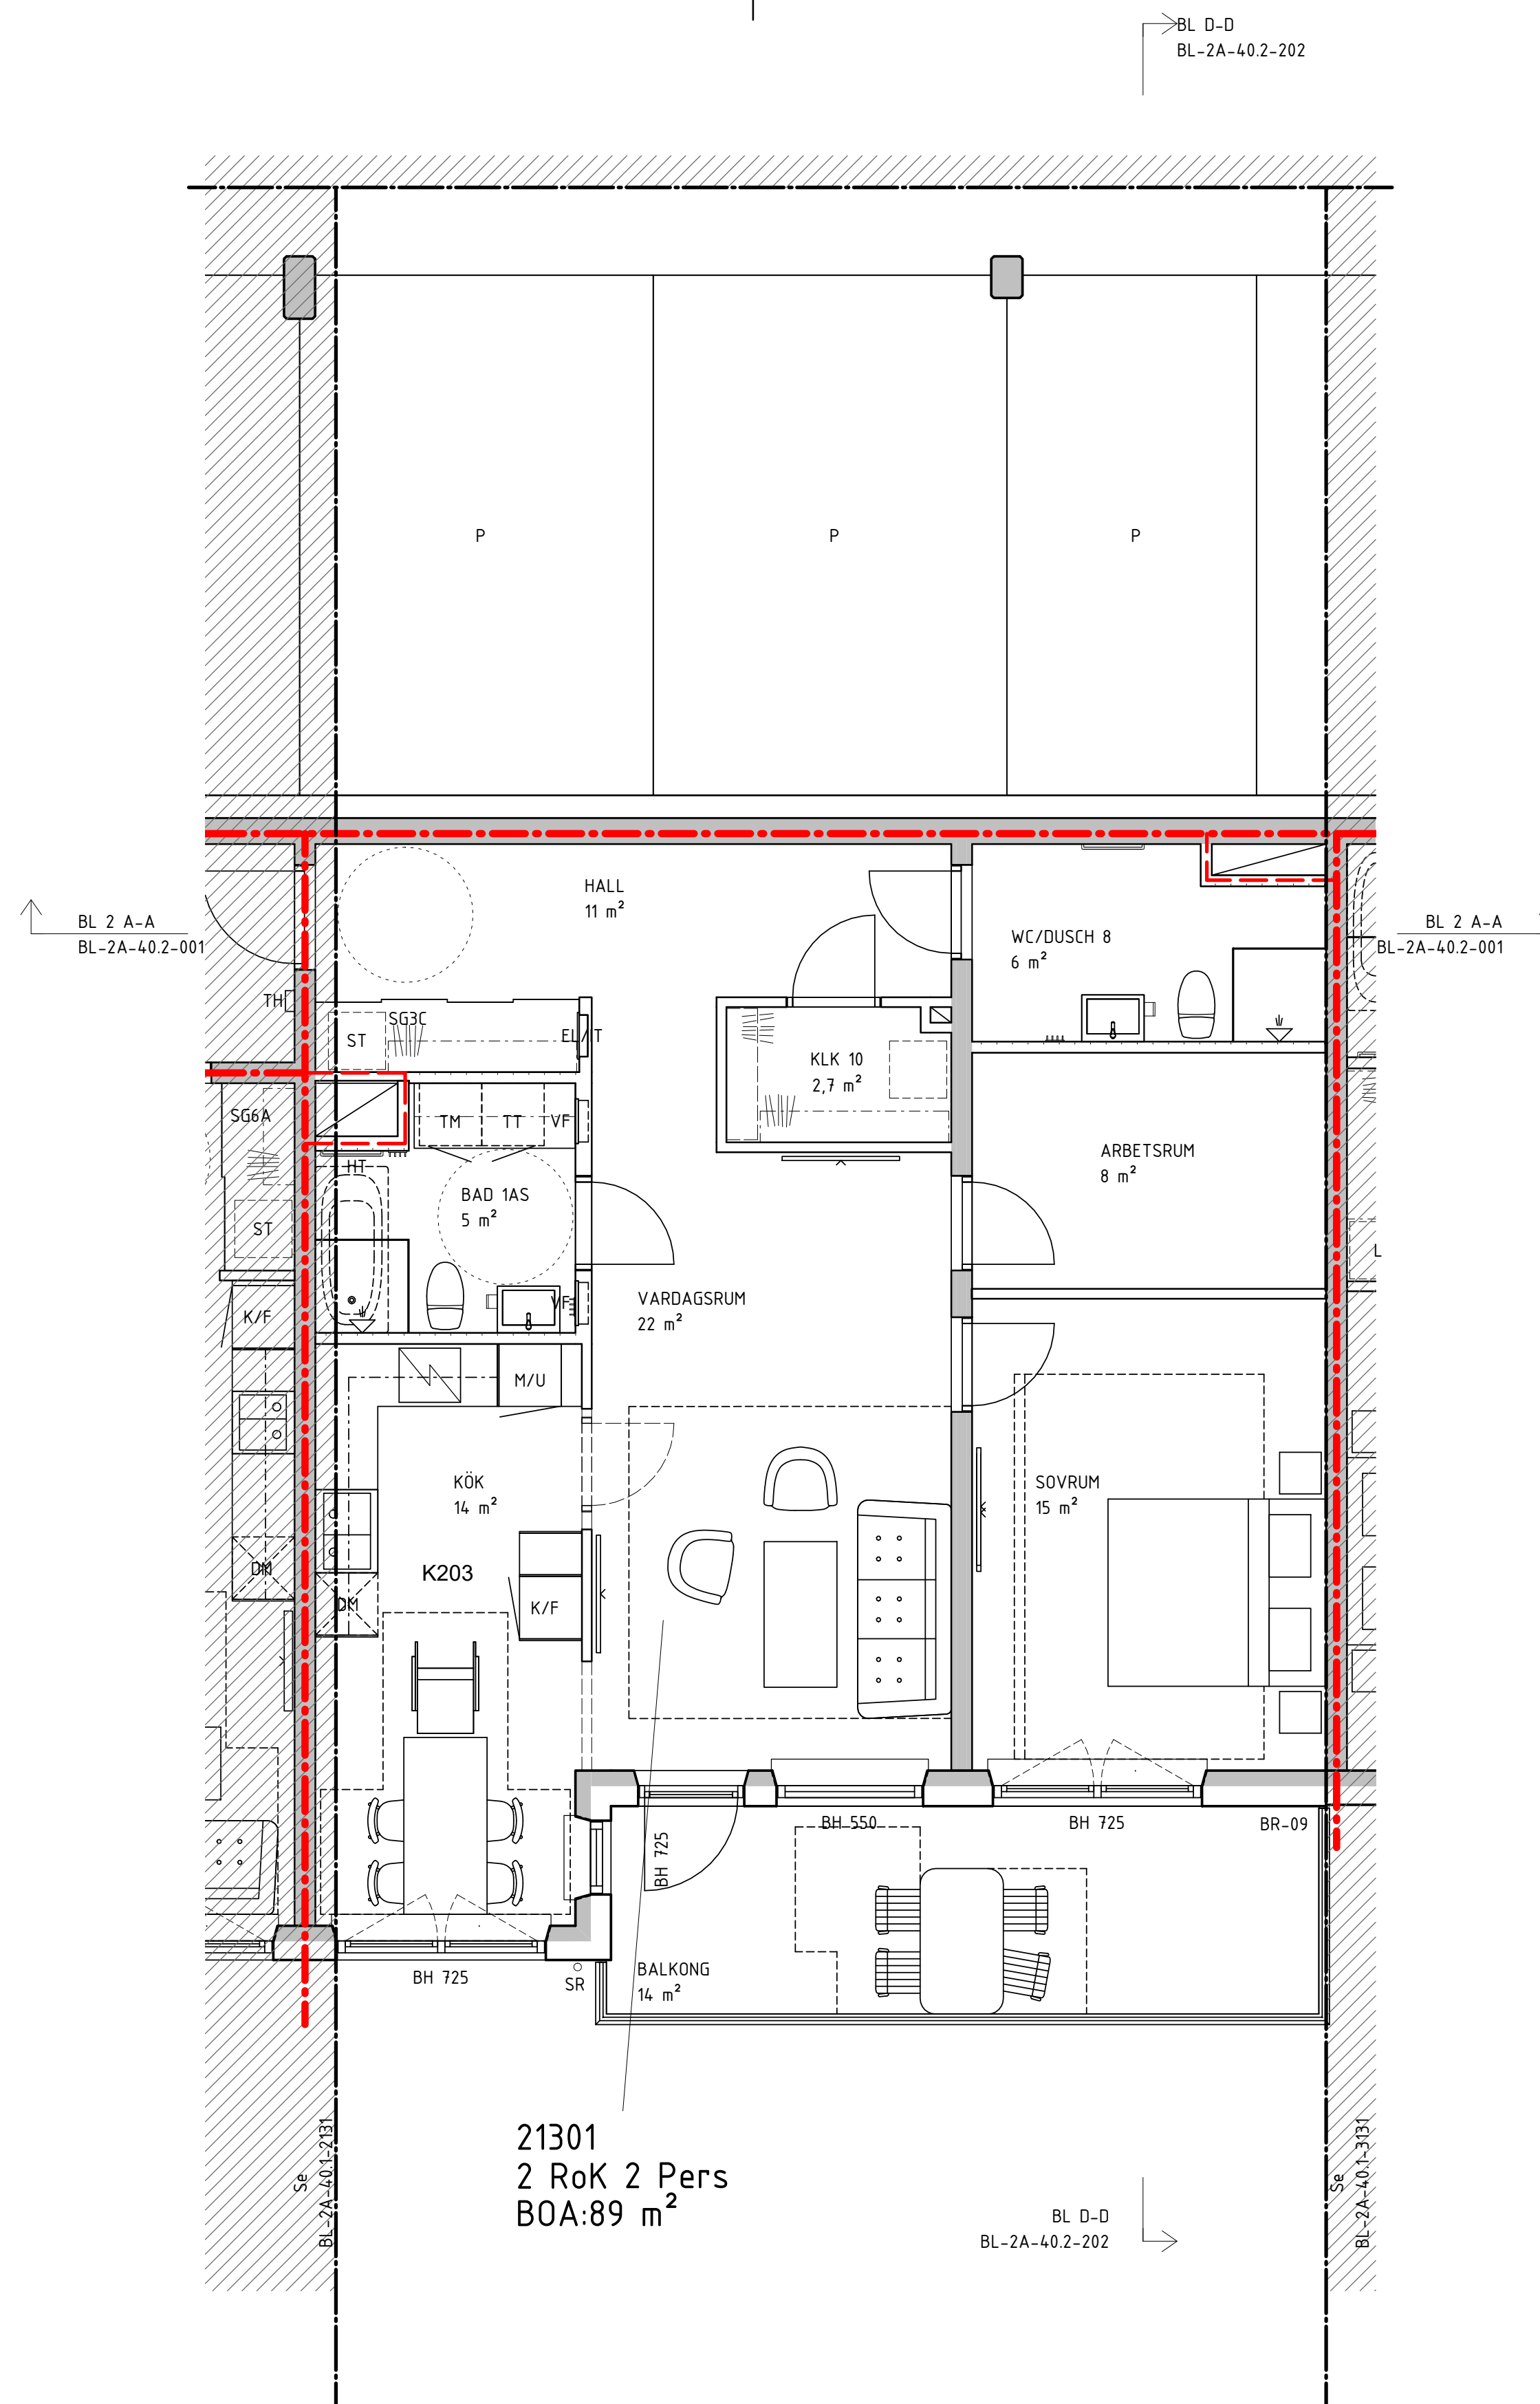 BL D-D
BL-2A-40.2-202
P
P
P
HALL
11 m²
BL 2 A-A
BL-2A-40.2-001
BL 2 A-A
BL-2A-40.2-001
WC/DUSCH 8
6 m²
TH
SG3C
ST
EL/IT
KLK 10
2,7 m²
SG6A
TM
TT
VF
HT
ARBETSRUM
8 m²
BAD 1AS
5 m²
ST
L
VF
K/F
VARDAGSRUM
22 m²
M/U
KÖK
14 m²
SOVRUM
15 m²
K203
DM
DM
K/F
BH 725
BH 550
BH 725
BR-09
BH 725
SR
BALKONG
14 m²
21301
2 RoK 2 Pers
BOA:89 m²
Se
BL-2A-40.1-2131
Se
BL-2A-40.1-3131
BL D-D
BL-2A-40.2-202